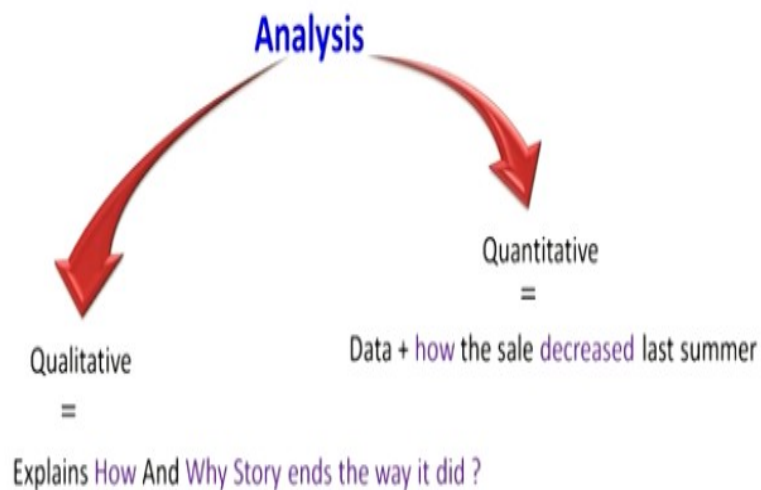 Analysis
Quantitative
=
Data + how the sale decreased last summer
Qualitative
=
Explains How And Why Story ends the way it did ?